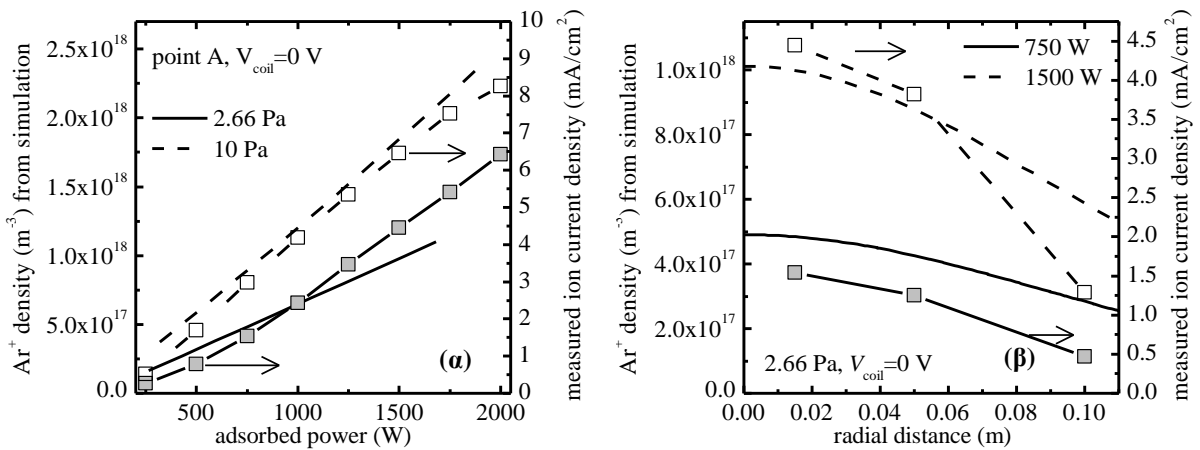 Ar⁺ density (m⁻³) from simulation
2.5x10¹⁸
2.0x10¹⁸
1.5x10¹⁸
1.0x10¹⁸
5.0x10¹⁷
0.0
point A, V_coil=0 V
2.66 Pa
10 Pa
(α)
500 1000 1500 2000
adsorbed power (W)
10
9
8
7
6
5
4
3
2
1
0
measured ion current density (mA/cm²)
Ar⁺ density (m⁻³) from simulation
1.0x10¹⁸
8.0x10¹⁷
6.0x10¹⁷
4.0x10¹⁷
2.0x10¹⁷
0.0
750 W
1500 W
2.66 Pa, V_coil=0 V
(β)
0.00 0.02 0.04 0.06 0.08 0.10
radial distance (m)
4.5
4.0
3.5
3.0
2.5
2.0
1.5
1.0
0.5
0.0
measured ion current density (mA/cm²)